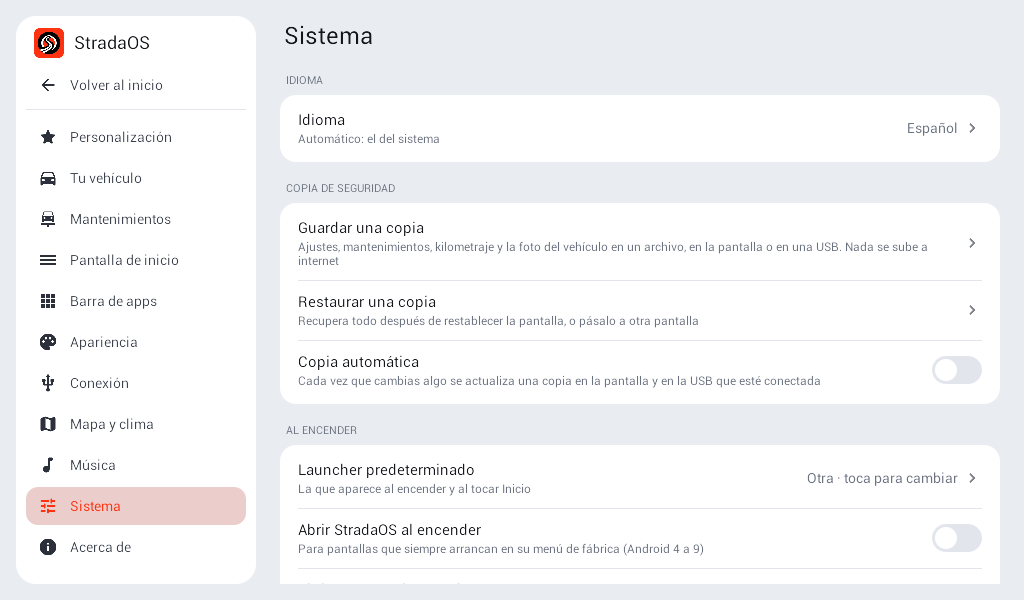 StradaOS
Volver al inicio
Personalización
Tu vehículo
Mantenimientos
Pantalla de inicio
Barra de apps
Apariencia
Conexión
Mapa y clima
Música
Sistema
Acerca de
Sistema
IDIOMA
Idioma
Automático: el del sistema
Español
COPIA DE SEGURIDAD
Guardar una copia
Ajustes, mantenimientos, kilometraje y la foto del vehículo en un archivo, en la pantalla o en una USB. Nada se sube a
internet
Restaurar una copia
Recupera todo después de restablecer la pantalla, o pásalo a otra pantalla
Copia automática
Cada vez que cambias algo se actualiza una copia en la pantalla y en la USB que esté conectada
AL ENCENDER
Launcher predeterminado
La que aparece al encender y al tocar Inicio
Otra · toca para cambiar
Abrir StradaOS al encender
Para pantallas que siempre arrancan en su menú de fábrica (Android 4 a 9)